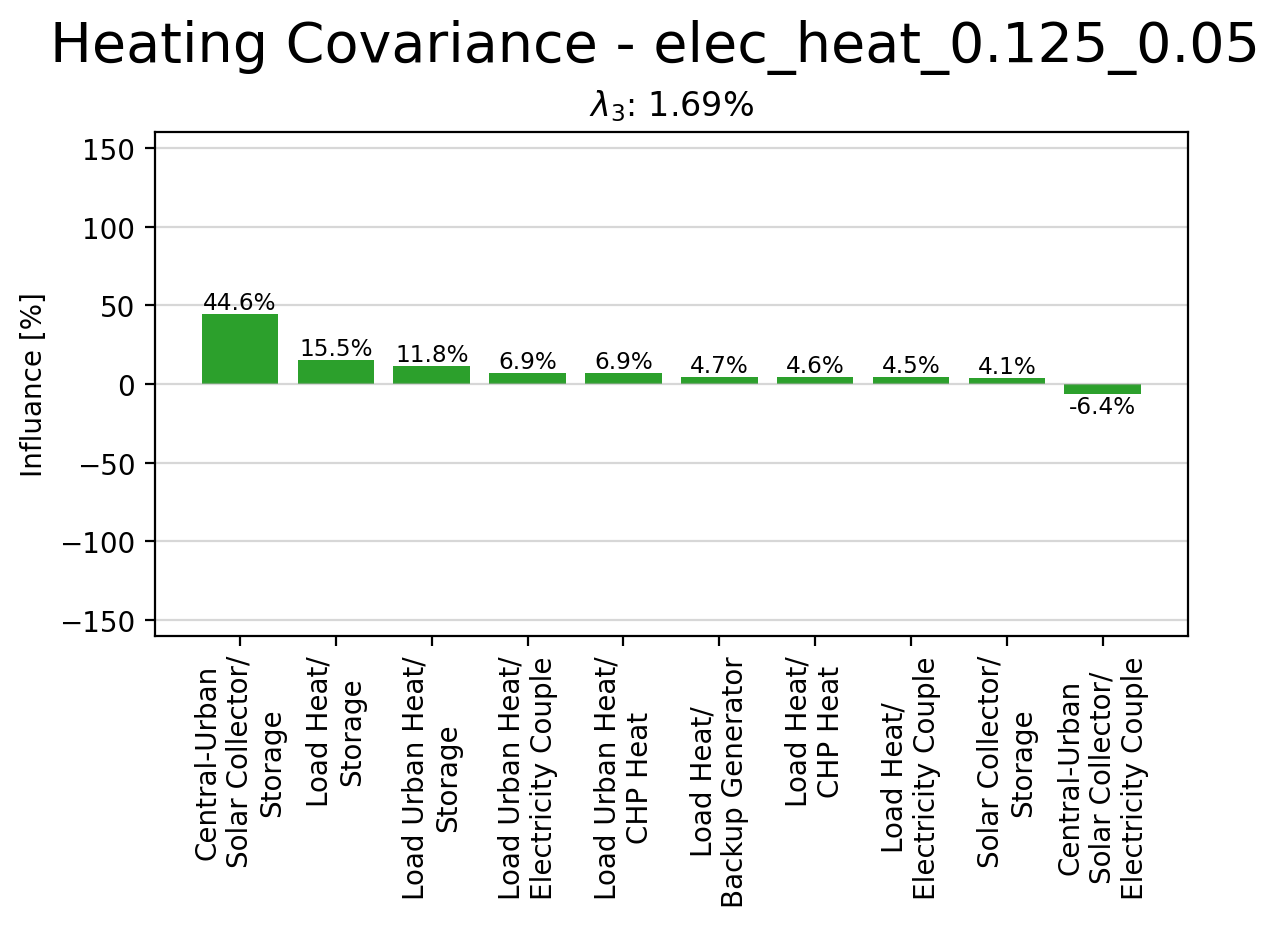 Heating Covariance - elec_heat_0.125_0.05
λ3: 1.69%
Influance [%]
150
100
50
0
−50
−100
−150
44.6%
15.5%
11.8%
6.9%
6.9%
4.7%
4.6%
4.5%
4.1%
-6.4%
Central-Urban
Solar Collector/
Storage
Load Heat/
Storage
Load Urban Heat/
Storage
Load Urban Heat/
Electricity Couple
Load Urban Heat/
CHP Heat
Load Heat/
Backup Generator
Load Heat/
CHP Heat
Load Heat/
Electricity Couple
Solar Collector/
Storage
Central-Urban
Solar Collector/
Electricity Couple